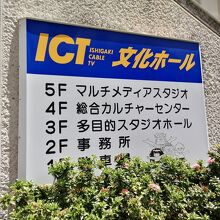 ICT ISHIGAKI CABLE TV 文化ホール
5F マルチメディアスタジオ
4F 総合カルチャーセンター
3F 多目的スタジオホール
2F 事務所